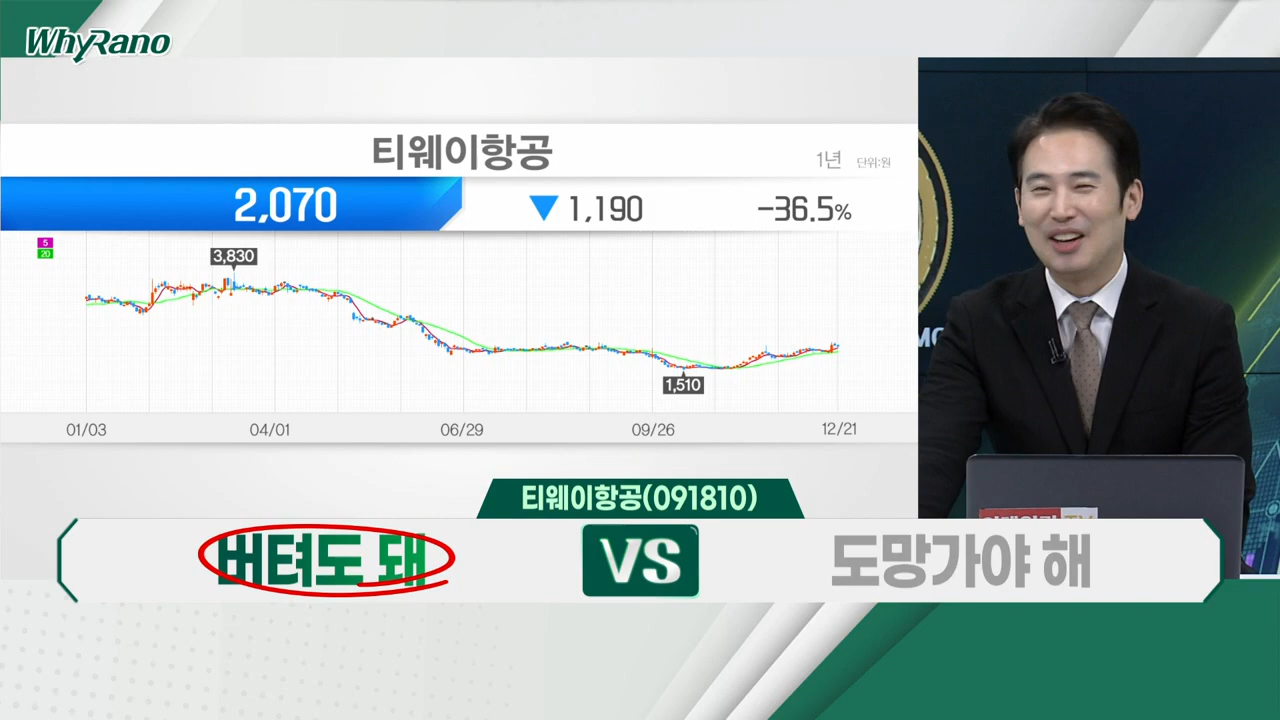 WhyRano
티웨이항공
1년 단위:원
2,070
▼ 1,190
-36.5%
5
20
3,830
1,510
01/03 04/01 06/29 09/26 12/21
티웨이항공(091810)
버텨도 돼 VS 도망가야 해